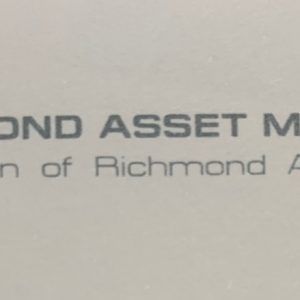 OND ASSET M
n of Richmond A